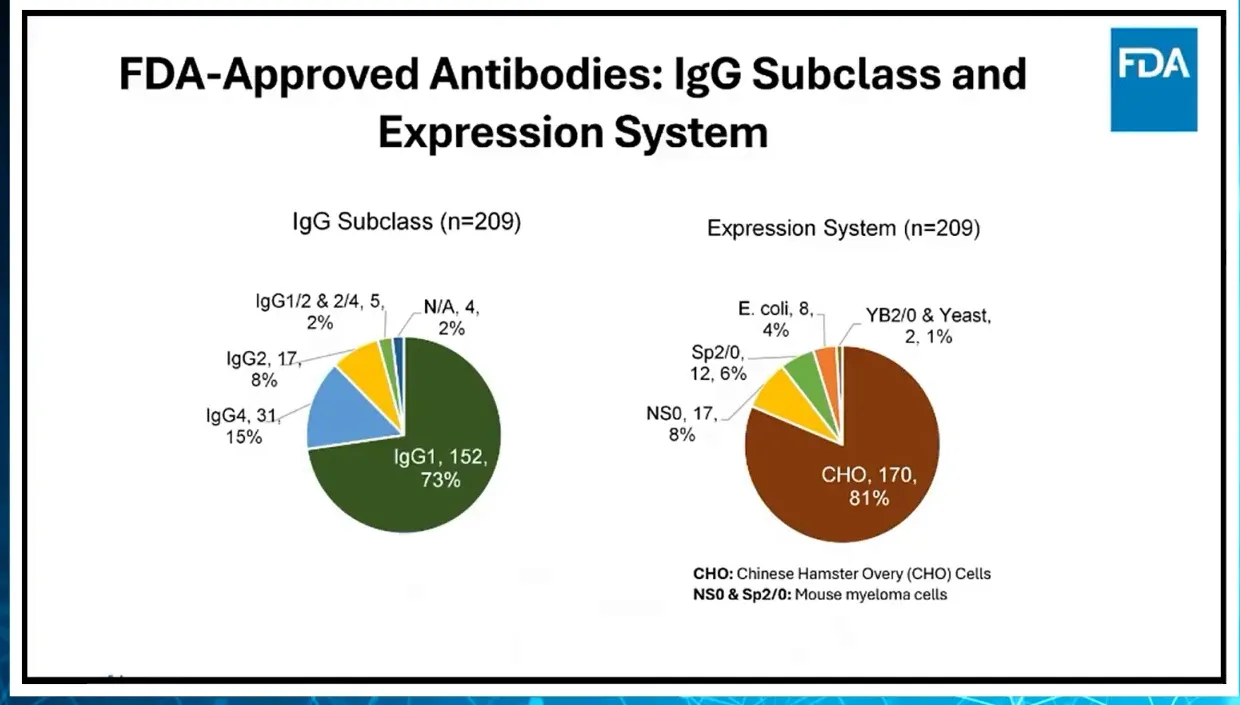 FDA-Approved Antibodies: IgG Subclass and
Expression System
FDA
IgG Subclass (n=209)
IgG1/2 & 2/4, 5,
2%
N/A, 4,
2%
IgG2, 17,
8%
IgG4, 31,
15%
IgG1, 152,
73%
Expression System (n=209)
E. coli, 8,
4%
YB2/0 & Yeast,
2, 1%
Sp2/0,
12, 6%
NS0, 17,
8%
CHO, 170,
81%
CHO: Chinese Hamster Overy (CHO) Cells
NS0 & Sp2/0: Mouse myeloma cells